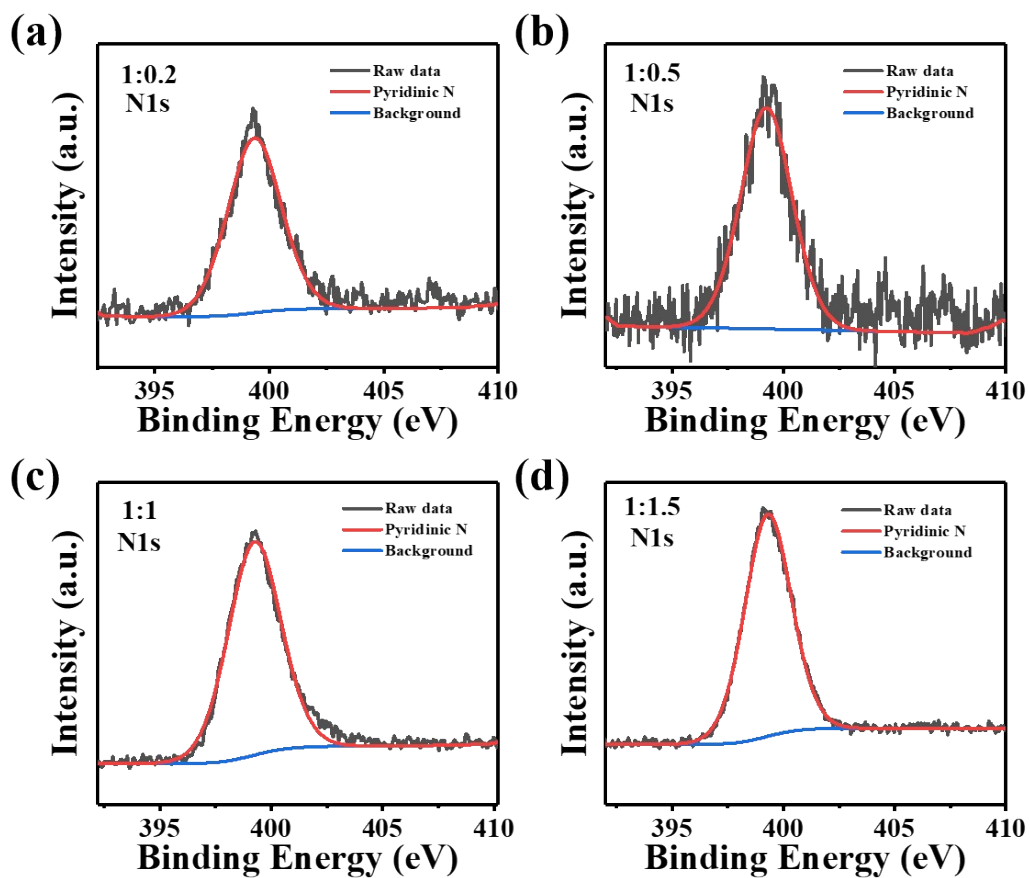 (a)
1:0.2
N1s
Raw data
Pyridinic N
Background
Intensity (a.u.)
395 400 405 410
Binding Energy (eV)
(b)
1:0.5
N1s
Raw data
Pyridinic N
Background
Intensity (a.u.)
395 400 405 410
Binding Energy (eV)
(c)
1:1
N1s
Raw data
Pyridinic N
Background
Intensity (a.u.)
395 400 405 410
Binding Energy (eV)
(d)
1:1.5
N1s
Raw data
Pyridinic N
Background
Intensity (a.u.)
395 400 405 410
Binding Energy (eV)